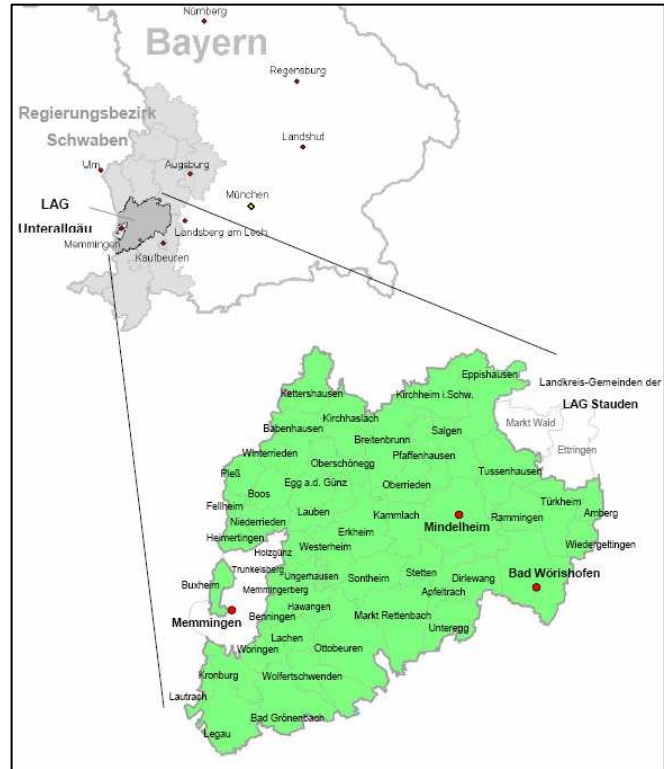 Nürnberg
Bayern
Regensburg
Regierungsbezirk
Schwaben
Landshut
Ulm
Augsburg
München
LAG
Unterallgäu
Memmingen
Landsberg am Lech
Kaufbeuren
Eppishausen
Landkreis-Gemeinden der
LAG Stauden
Kettershausen
Kirchheim i.Schw.
Markt Wald
Kirchhaslach
Babenhausen
Salgen
Breitenbrunn
Ettringen
Winterrieden
Pfaffenhausen
Oberschönegg
Tussenhausen
Pleß
Egg a.d. Günz
Oberrieden
Boos
Türkheim
Fellheim
Lauben
Kammlach
Rammingen
Amberg
Niederrieden
Mindelheim
Erkheim
Heimertingen
Westerheim
Wiedergeltingen
Holzgünz
Trunkelsberg
Bad Wörishofen
Buxheim
Ungerhausen
Sontheim
Stetten
Dirlewang
Memmingerberg
Apfeltrach
Hawangen
Memmingen
Benningen
Markt Rettenbach
Unteregg
Lachen
Woringen
Ottobeuren
Kronburg
Wolfertschwenden
Lautrach
Bad Grönenbach
Legau